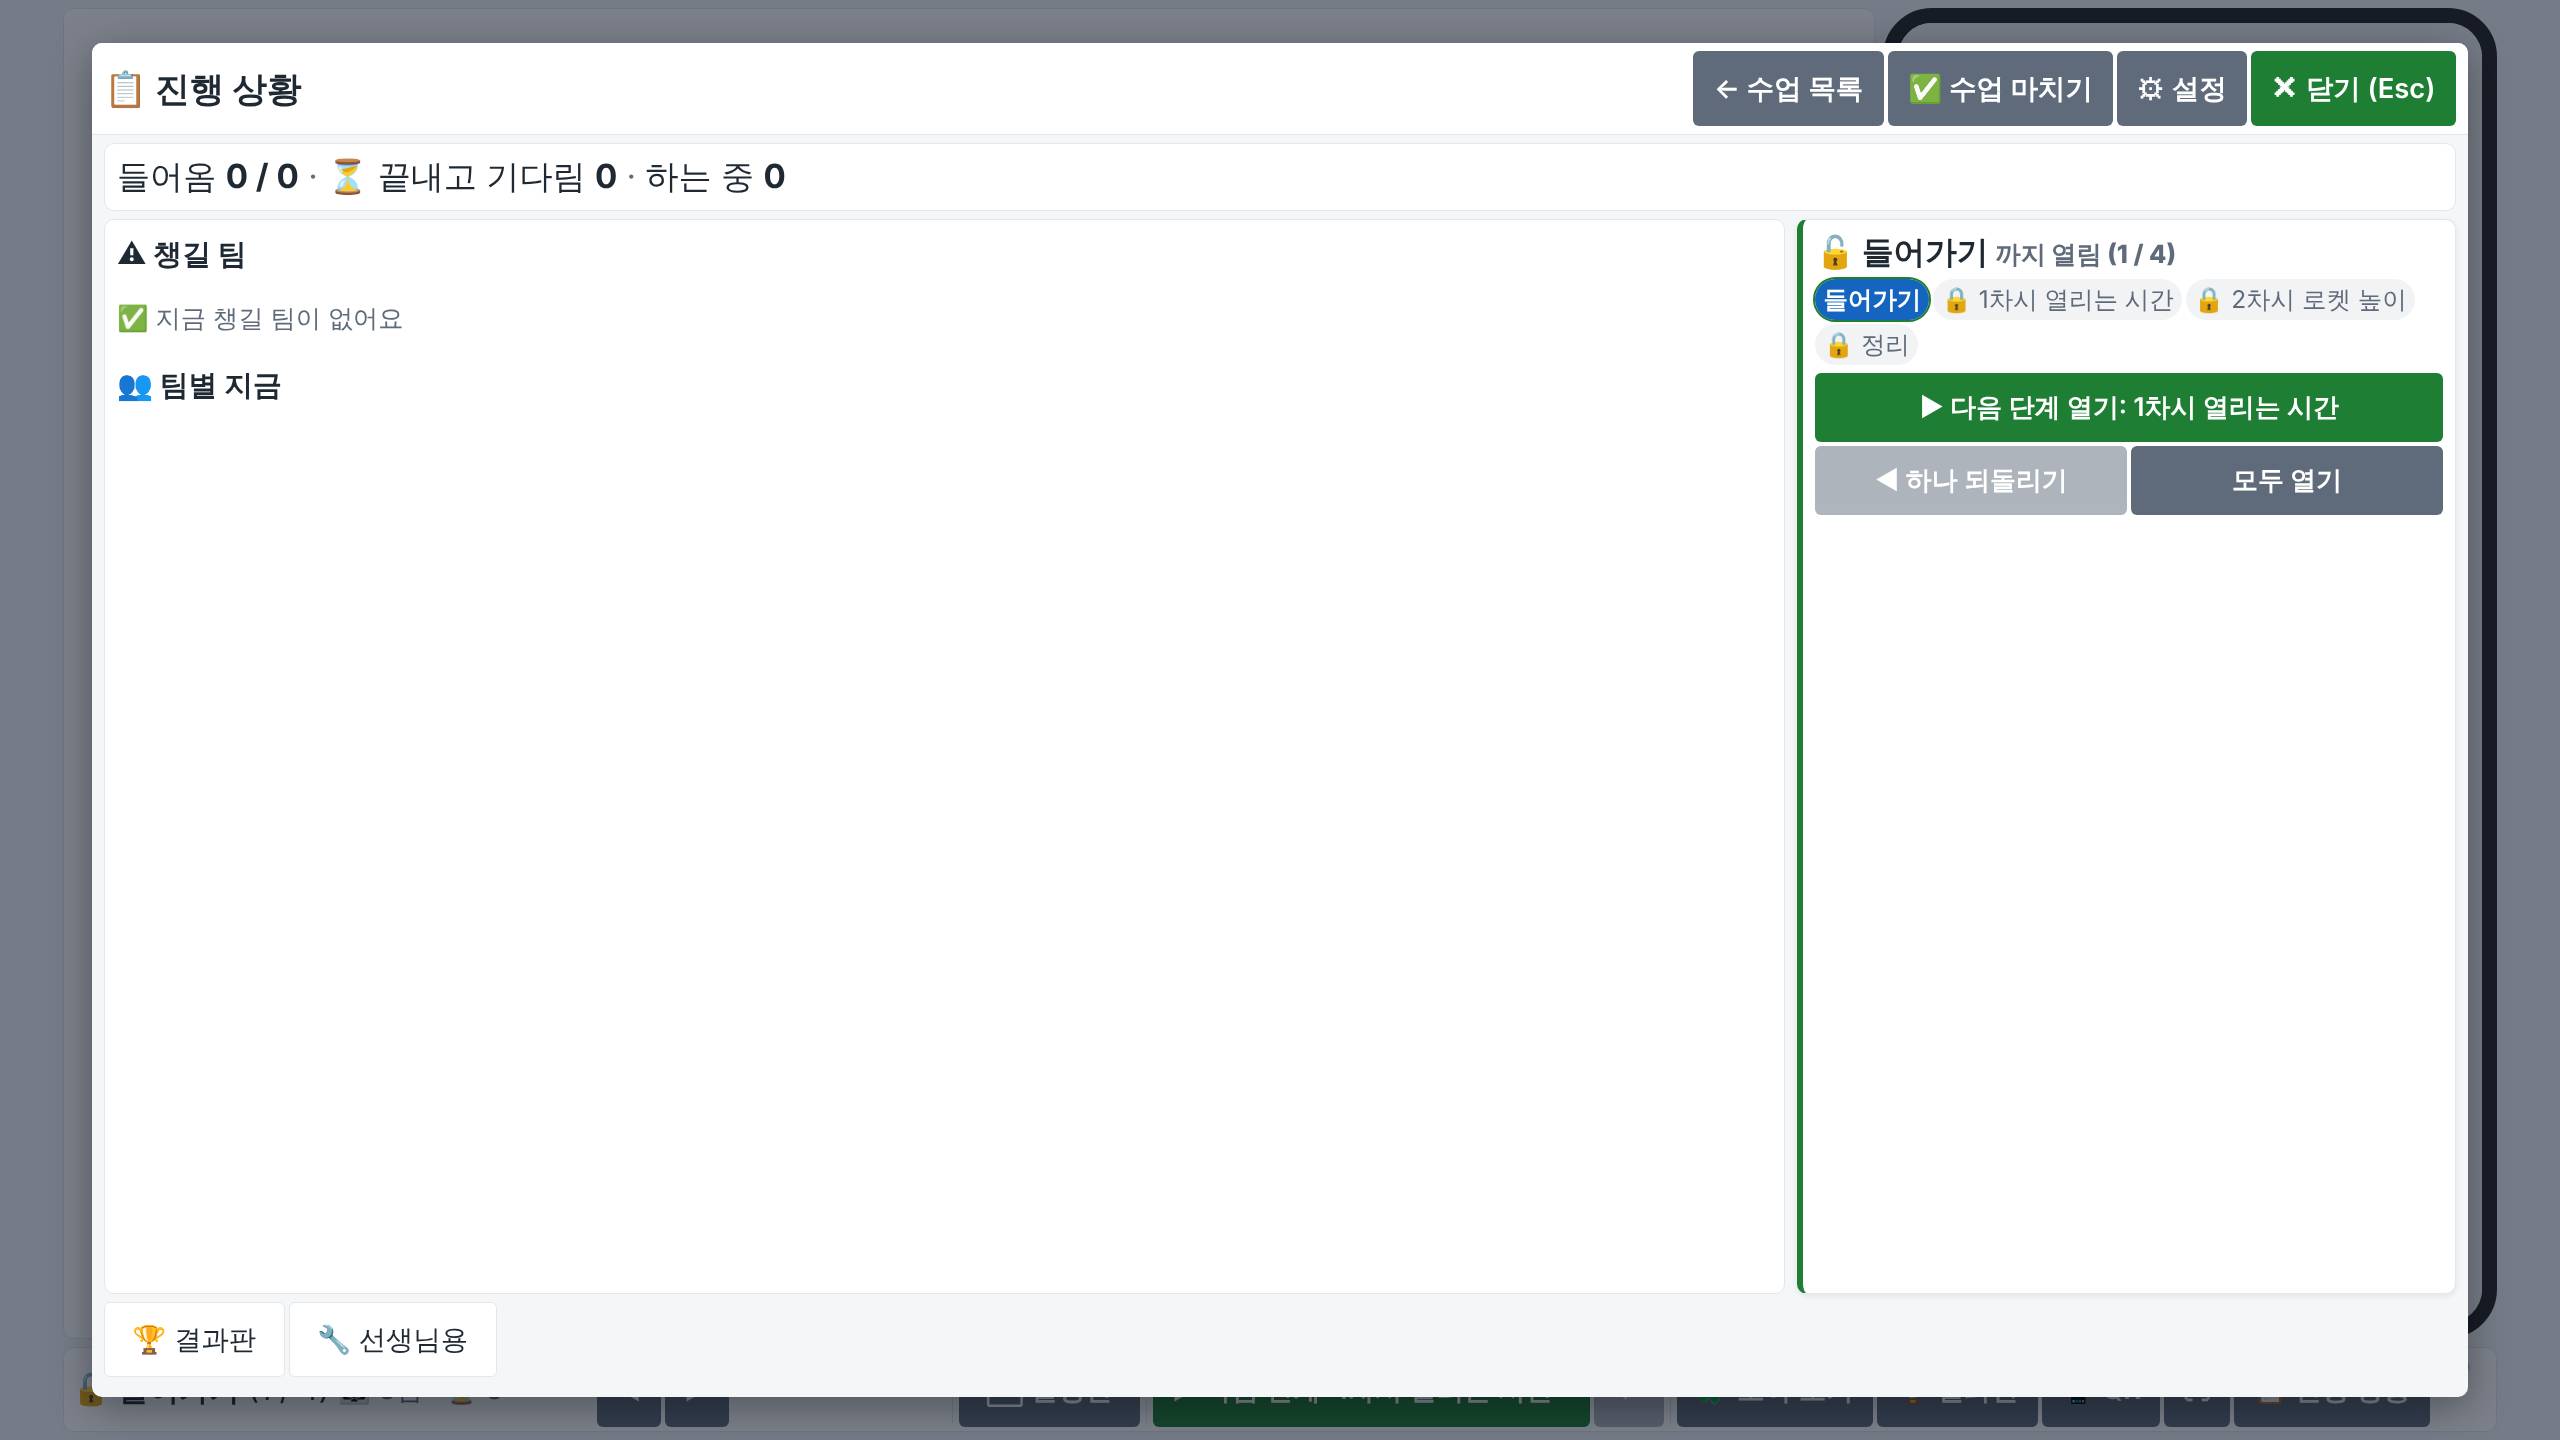 📋 진행 상황
← 수업 목록
✅ 수업 마치기
⚙ 설정
✖ 닫기 (Esc)
들어옴 0 / 0 · ⏳ 끝내고 기다림 0 · 하는 중 0
⚠ 챙길 팀
✅ 지금 챙길 팀이 없어요
👥 팀별 지금
🔓 들어가기 까지 열림 (1 / 4)
들어가기 🔒 1차시 열리는 시간 🔒 2차시 로켓 높이
🔒 정리
▶ 다음 단계 열기: 1차시 열리는 시간
◀ 하나 되돌리기
모두 열기
🏆 결과판
🔧 선생님용